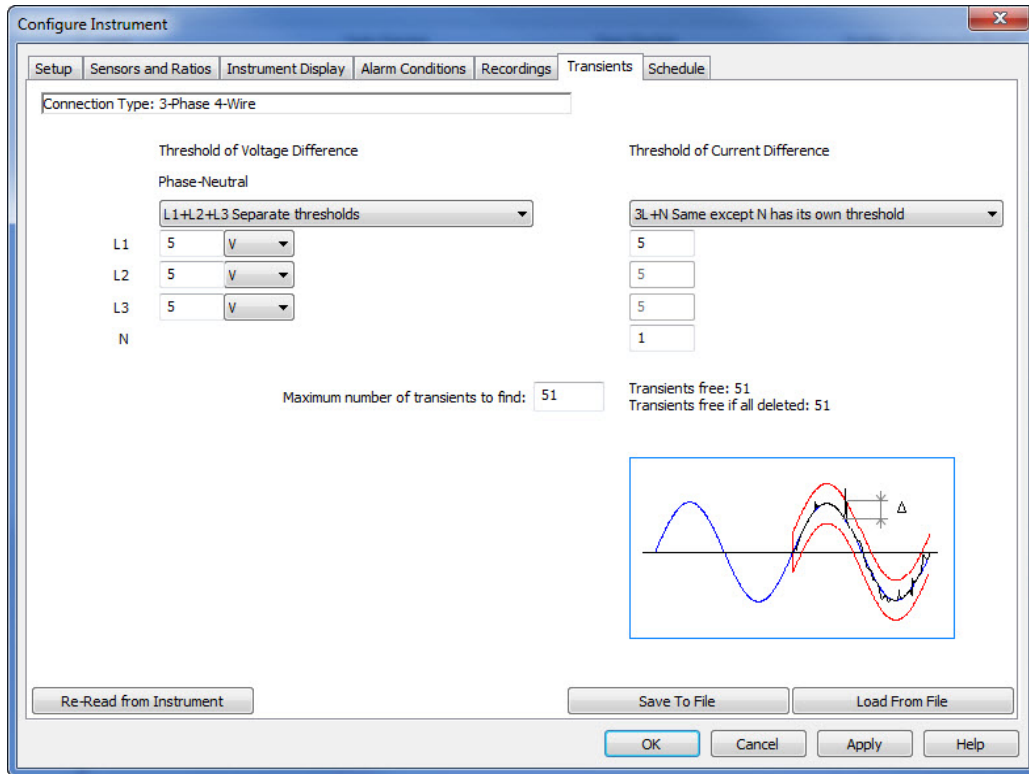 Configure Instrument
Setup Sensors and Ratios Instrument Display Alarm Conditions Recordings Transients Schedule
Connection Type: 3-Phase 4-Wire
Threshold of Voltage Difference Threshold of Current Difference
Phase-Neutral
L1+L2+L3 Separate thresholds 3L+N Same except N has its own threshold
L1 5 V 5
L2 5 V 5
L3 5 V 5
N 1
Maximum number of transients to find: 51 Transients free: 51
Transients free if all deleted: 51
Δ
Re-Read from Instrument Save To File Load From File
OK Cancel Apply Help